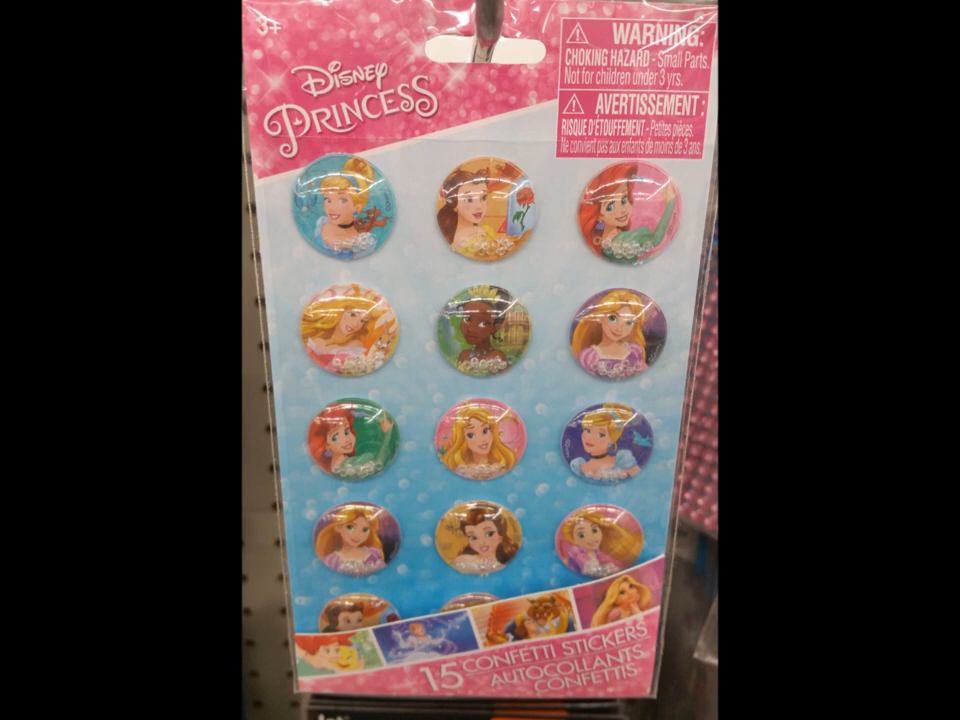 3+
Disney
PRINCESS
WARNING:
CHOKING HAZARD - Small Parts.
Not for children under 3 yrs.
AVERTISSEMENT :
RISQUE D'ÉTOUFFEMENT - Petites pièces.
Ne convient pas aux enfants de moins de 3 ans.
15 CONFETTI STICKERS
AUTOCOLLANTS
CONFETTIS